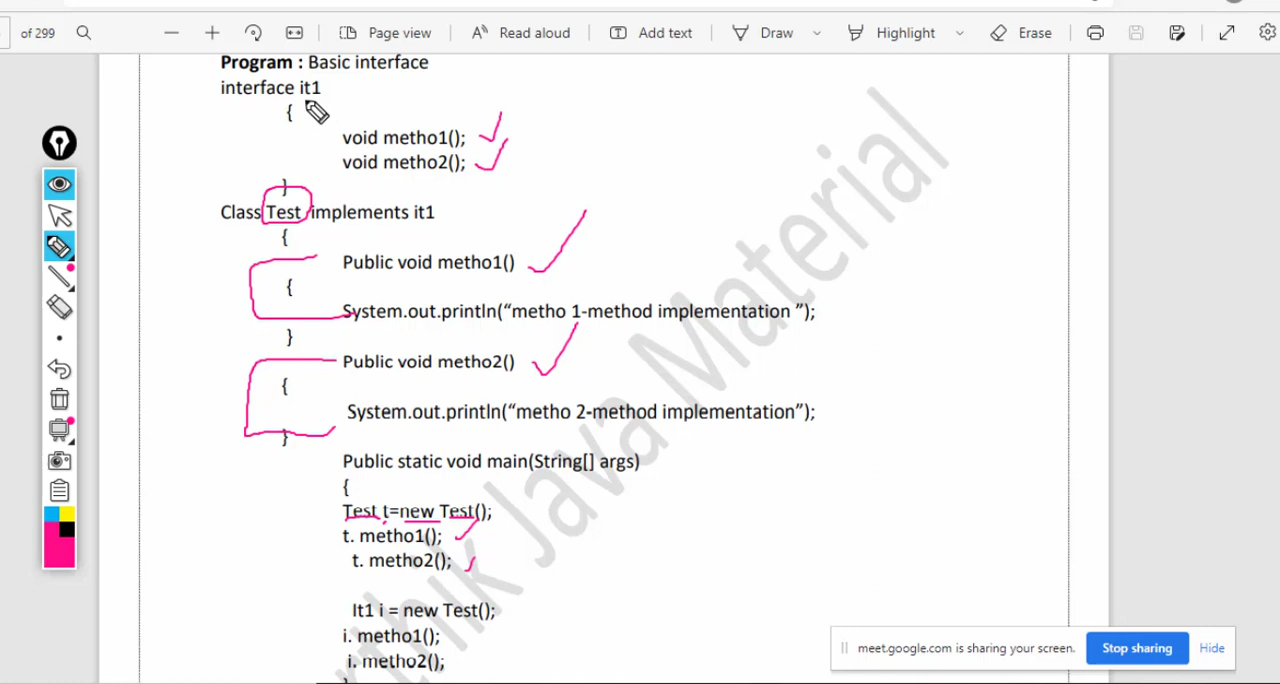 of 299
Page view
Read aloud
Add text
Draw
Highlight
Erase
Program : Basic interface
interface it1
{
void metho1();
void metho2();
}
Class Test implements it1
{
Public void metho1()
{
System.out.println(“metho 1-method implementation ”);
}
Public void metho2()
{
System.out.println(“metho 2-method implementation”);
}
Public static void main(String[] args)
{
Test t=new Test();
t. metho1();
t. metho2();
It1 i = new Test();
i. metho1();
i. metho2();
rthik Java Material
meet.google.com is sharing your screen.
Stop sharing
Hide